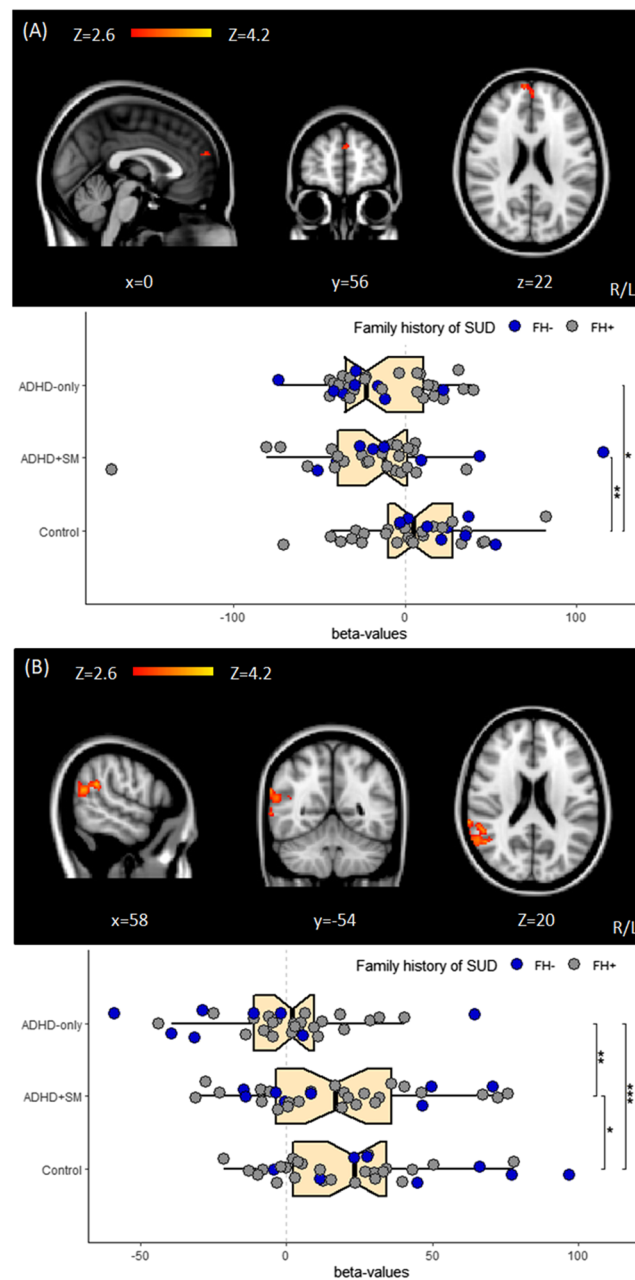 (A) Z=2.6 Z=4.2
x=0 y=56 z=22 R/L
Family history of SUD FH- FH+
ADHD-only
ADHD+SM
Control
*
**
-100 0 100
beta-values
(B) Z=2.6 Z=4.2
x=58 y=-54 Z=20 R/L
Family history of SUD FH- FH+
ADHD-only
ADHD+SM
Control
**
***
*
-50 0 50 100
beta-values